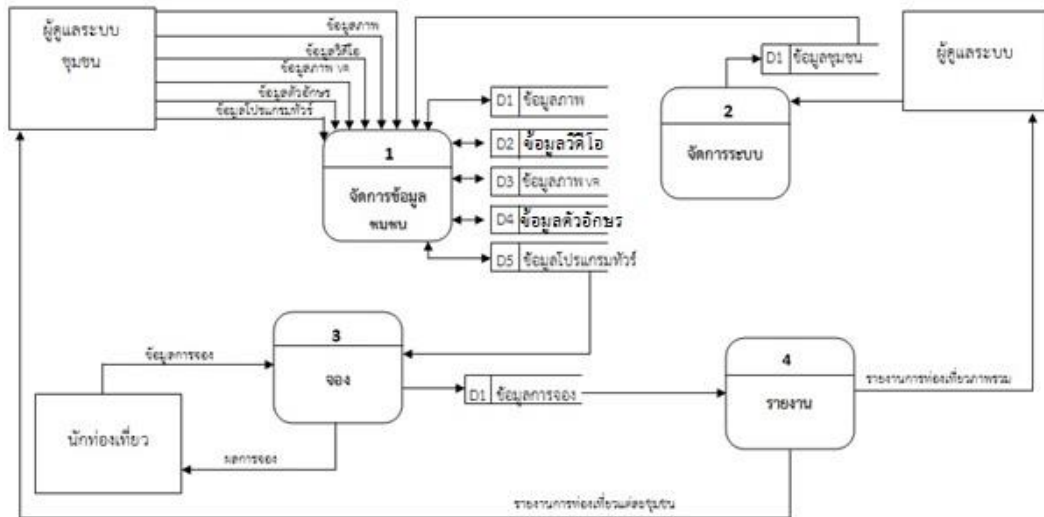 ผู้ดูแลระบบ
ชุมชน
ข้อมูลภาพ
ข้อมูลวิดีโอ
ข้อมูลภาพ VR
ข้อมูลตัวอักษร
ข้อมูลโปรแกรมทัวร์
D1 ข้อมูลชุมชน
ผู้ดูแลระบบ
2
จัดการระบบ
1
จัดการข้อมูล
พมพน
D1 ข้อมูลภาพ
D2 ข้อมูลวีดีโอ
D3 ข้อมูลภาพ VR
D4 ข้อมูลตัวอักษร
D5 ข้อมูลโปรแกรมทัวร์
3
จอง
ข้อมูลการจอง
D1 ข้อมูลการจอง
4
รายงาน
รายงานการท่องเที่ยวภาพรวม
นักท่องเที่ยว
ผลการจอง
รายงานการท่องเที่ยวแต่ละชุมชน